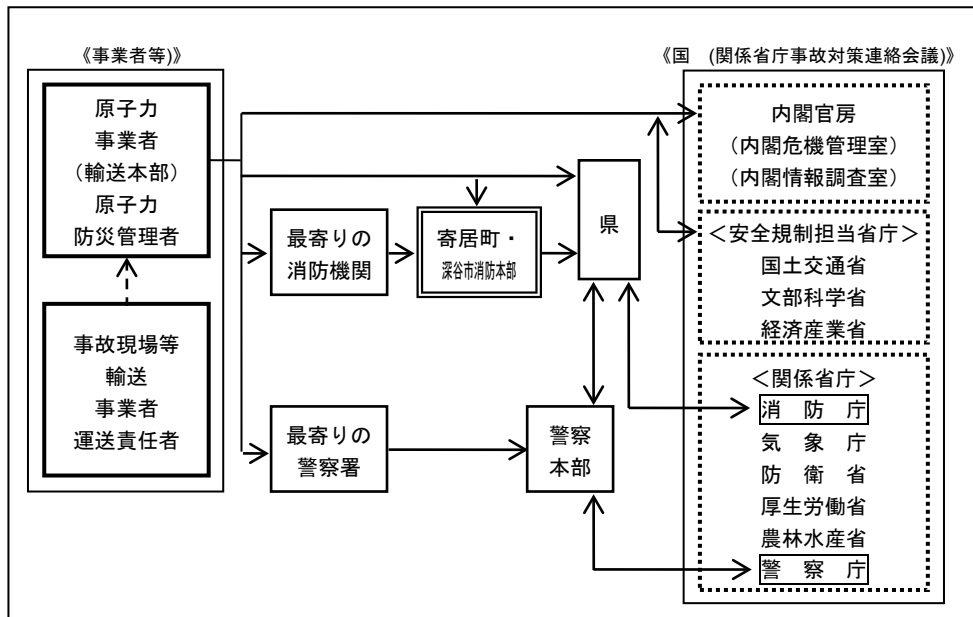 《事業者等)》
原子力
事業者
（輸送本部）
原子力
防災管理者
事故現場等
輸送
事業者
運送責任者
最寄りの
消防機関
寄居町・
深谷市消防本部
県
最寄りの
警察署
警察
本部
《国　(関係省庁事故対策連絡会議)》
内閣官房
（内閣危機管理室）
（内閣情報調査室）
＜安全規制担当省庁＞
国土交通省
文部科学省
経済産業省
＜関係省庁＞
消　防　庁
気　象　庁
防　衛　省
厚生労働省
農林水産省
警　察　庁